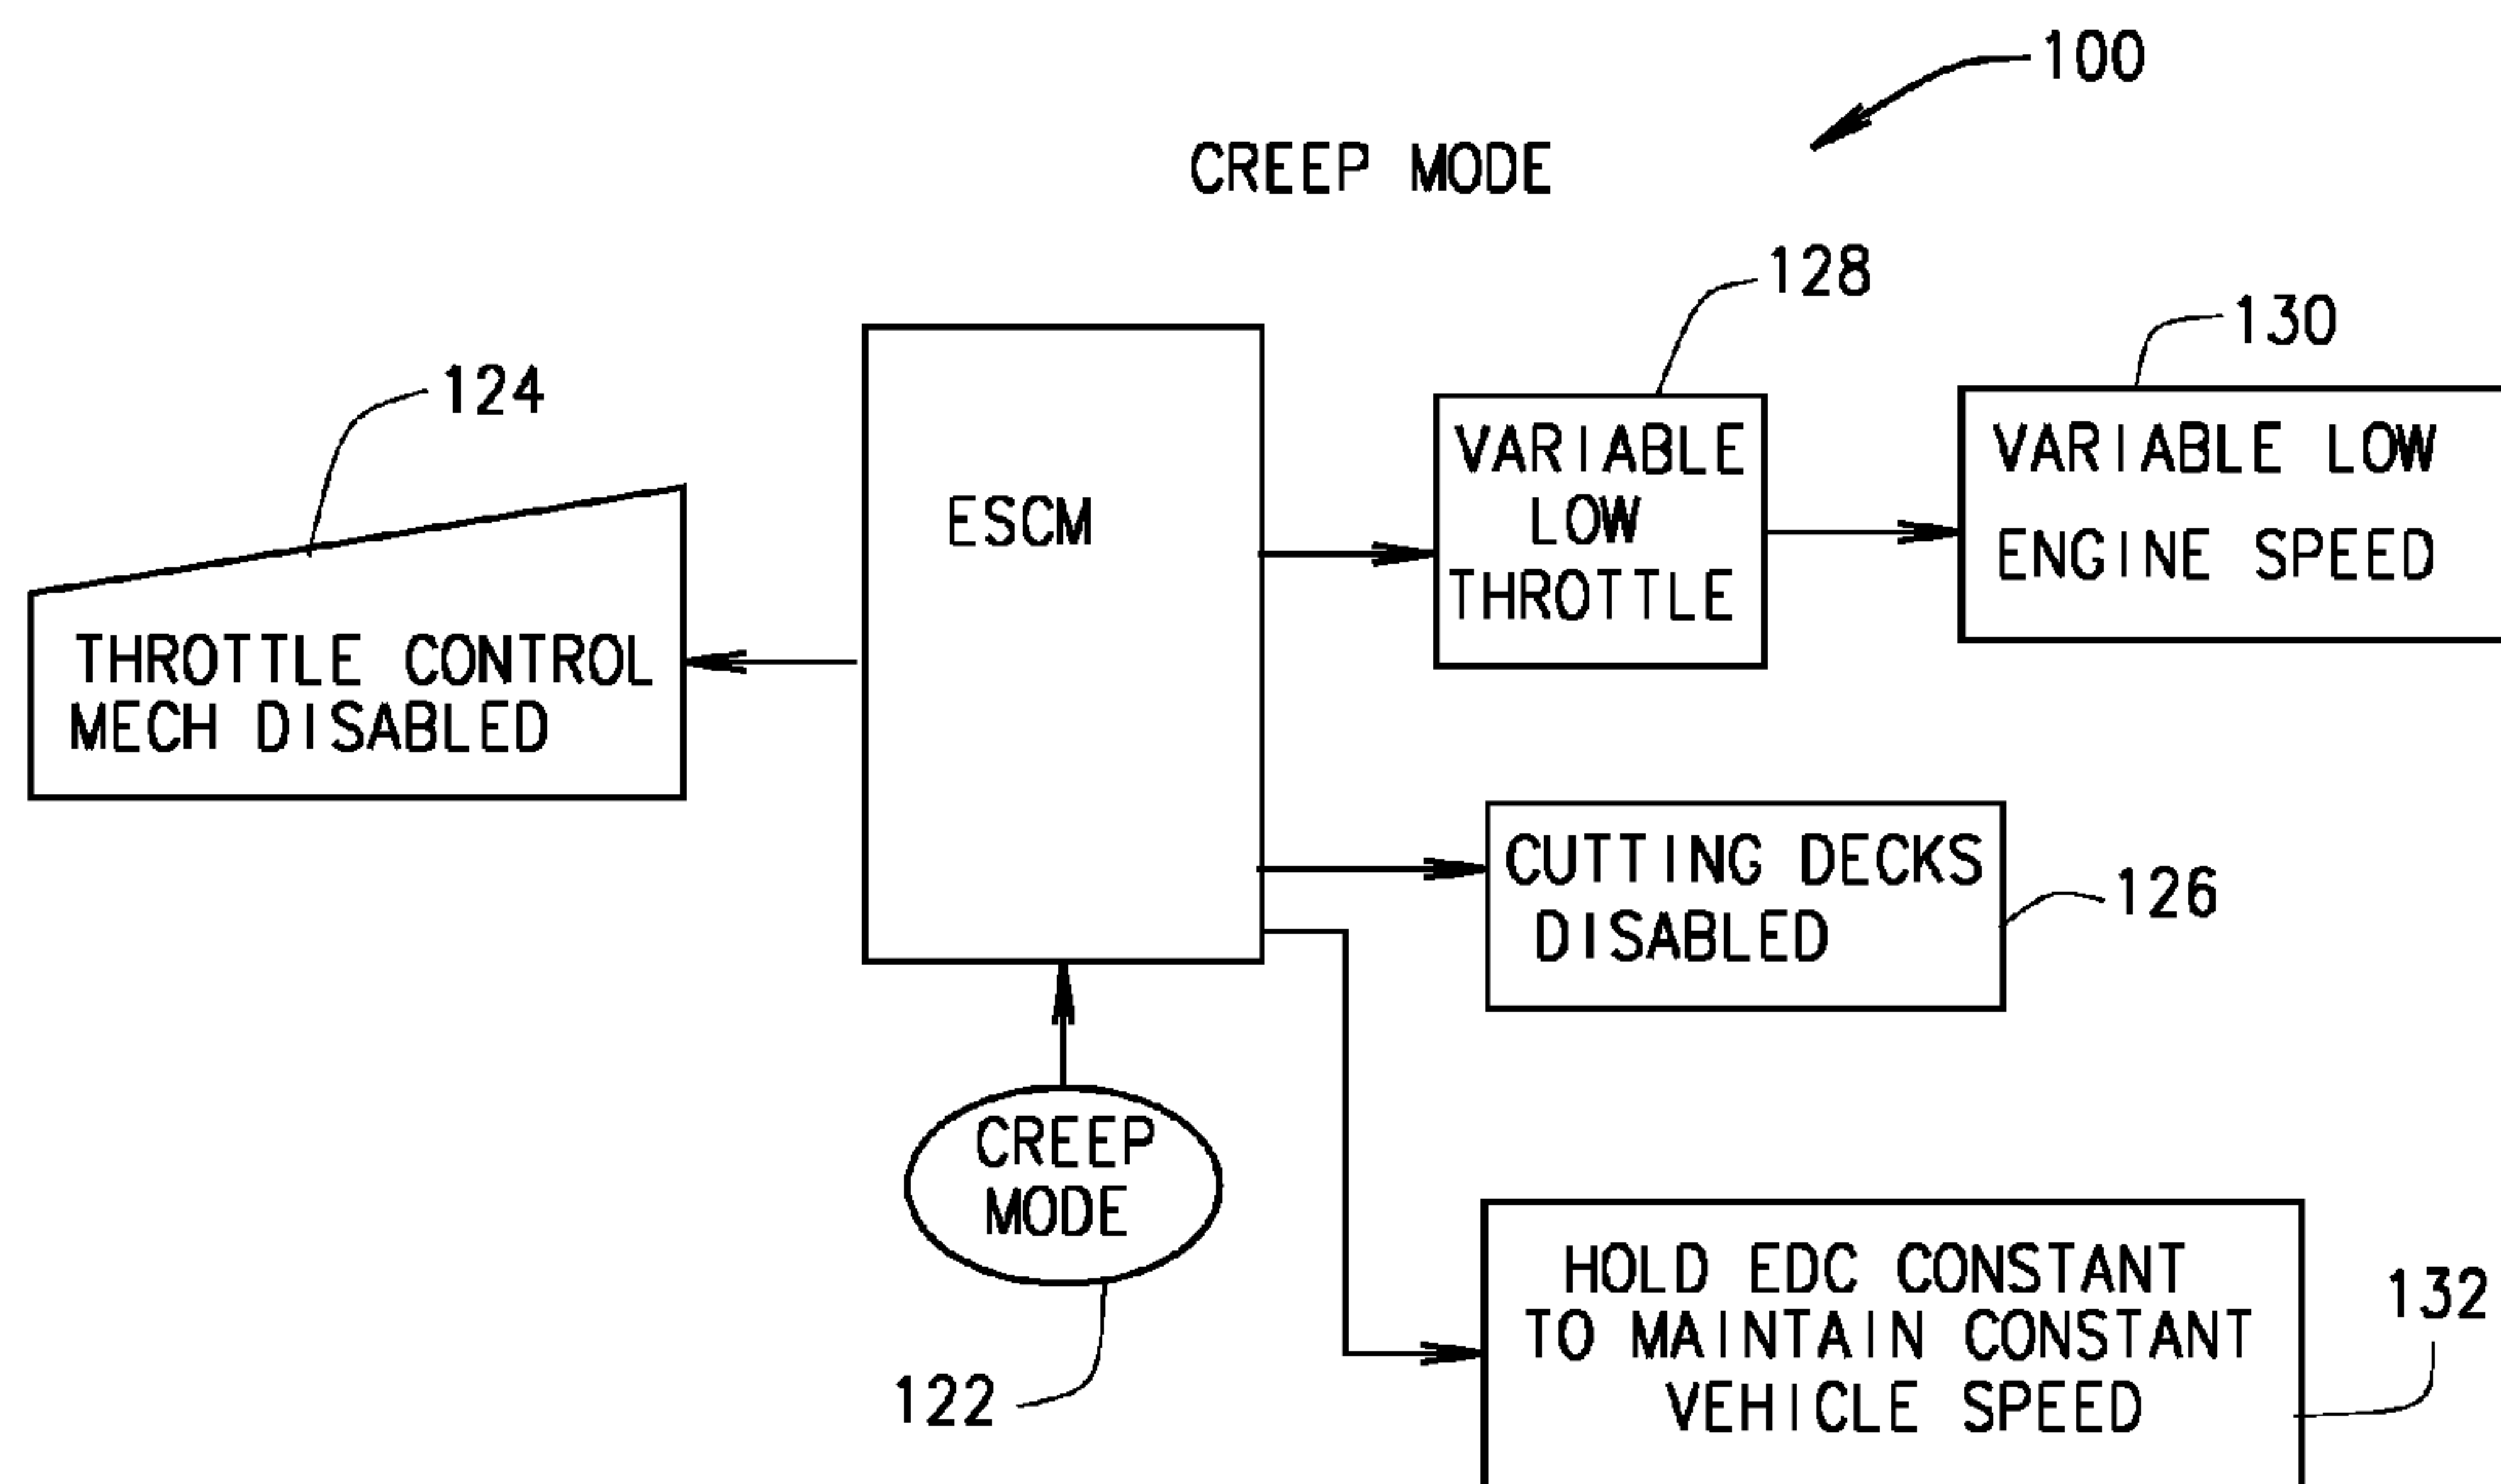 100
CREEP MODE
128
130
124
VARIABLE
LOW
THROTTLE
VARIABLE LOW
ENGINE SPEED
ESCM
THROTTLE CONTROL
MECH DISABLED
CUTTING DECKS
DISABLED
126
CREEP
MODE
122
HOLD EDC CONSTANT
TO MAINTAIN CONSTANT
VEHICLE SPEED
132